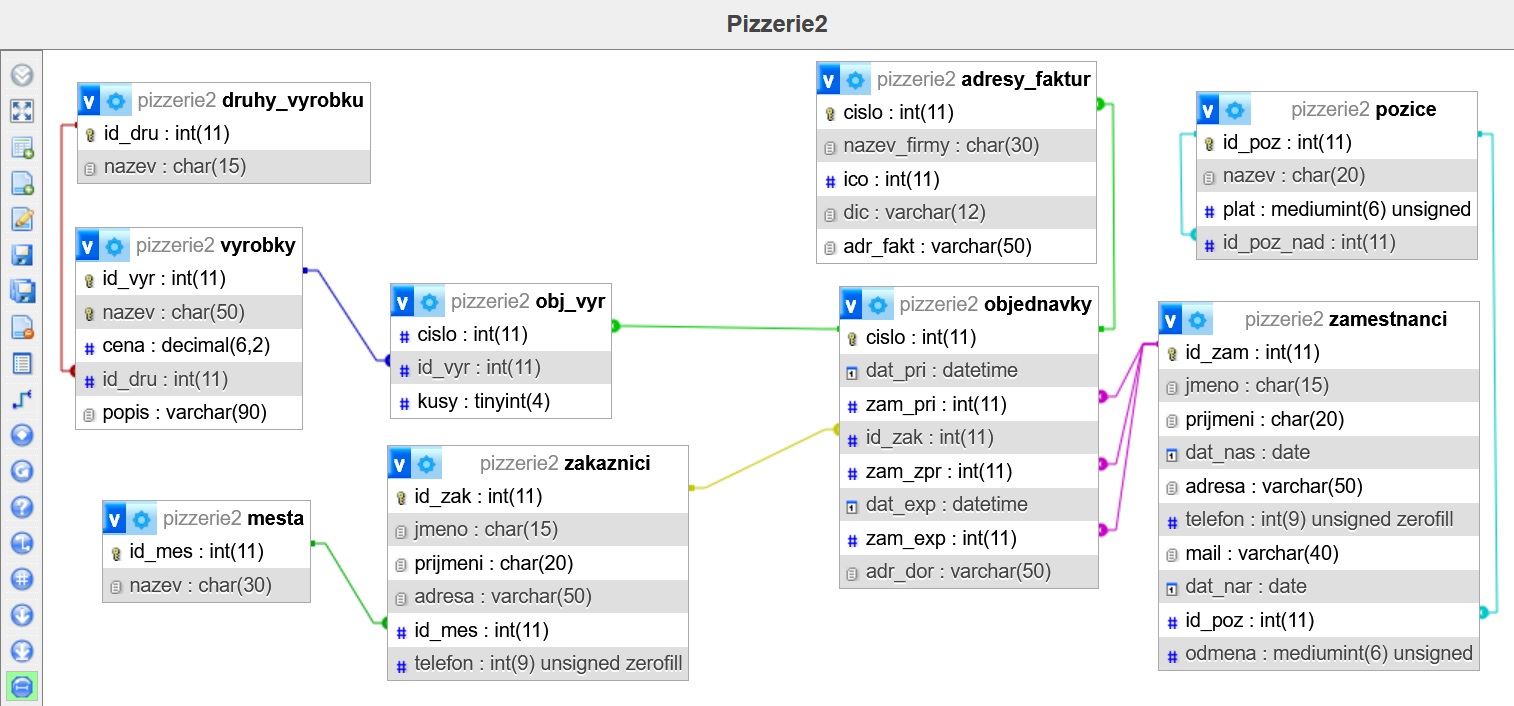 Pizzerie2
pizzerie2 druhy_vyrobku
id_dru : int(11)
nazev : char(15)
pizzerie2 vyrobky
id_vyr : int(11)
nazev : char(50)
cena : decimal(6,2)
id_dru : int(11)
popis : varchar(90)
pizzerie2 obj_vyr
cislo : int(11)
id_vyr : int(11)
kusy : tinyint(4)
pizzerie2 mesta
id_mes : int(11)
nazev : char(30)
pizzerie2 zakaznici
id_zak : int(11)
jmeno : char(15)
prijmeni : char(20)
adresa : varchar(50)
id_mes : int(11)
telefon : int(9) unsigned zerofill
pizzerie2 adresy_faktur
cislo : int(11)
nazev_firmy : char(30)
ico : int(11)
dic : varchar(12)
adr_fakt : varchar(50)
pizzerie2 objednavky
cislo : int(11)
dat_pri : datetime
zam_pri : int(11)
id_zak : int(11)
zam_zpr : int(11)
dat_exp : datetime
zam_exp : int(11)
adr_dor : varchar(50)
pizzerie2 pozice
id_poz : int(11)
nazev : char(20)
plat : mediumint(6) unsigned
id_poz_nad : int(11)
pizzerie2 zamestnanci
id_zam : int(11)
jmeno : char(15)
prijmeni : char(20)
dat_nas : date
adresa : varchar(50)
telefon : int(9) unsigned zerofill
mail : varchar(40)
dat_nar : date
id_poz : int(11)
odmena : mediumint(6) unsigned